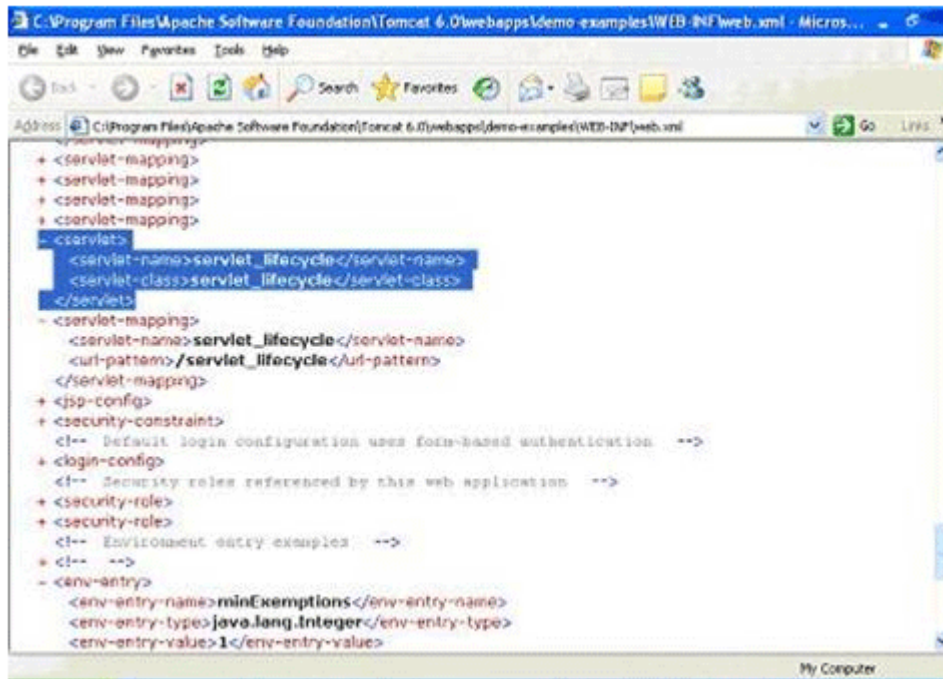 C:\Program Files\Apache Software Foundation\Tomcat 6.0\webapps\demo-examples\WEB-INF\web.xml - Micros...
File Edit View Favorites Tools Help
Back Search Favorites
Address C:\Program Files\Apache Software Foundation\Tomcat 6.0\webapps\demo-examples\WEB-INF\web.xml Go Links
</servlet-mapping>
+ <servlet-mapping>
+ <servlet-mapping>
+ <servlet-mapping>
+ <servlet-mapping>
- <servlet>
<servlet-name>servlet_lifecycle</servlet-name>
<servlet-class>servlet_lifecycle</servlet-class>
</servlet>
- <servlet-mapping>
<servlet-name>servlet_lifecycle</servlet-name>
<url-pattern>/servlet_lifecycle</url-pattern>
</servlet-mapping>
+ <jsp-config>
+ <security-constraint>
<!-- Default login configuration uses form-based authentication -->
+ <login-config>
<!-- Security roles referenced by this web application -->
+ <security-role>
+ <security-role>
<!-- Environment entry examples -->
+ <!-- -->
- <env-entry>
<env-entry-name>minExemptions</env-entry-name>
<env-entry-type>java.lang.Integer</env-entry-type>
<env-entry-value>1</env-entry-value>
My Computer